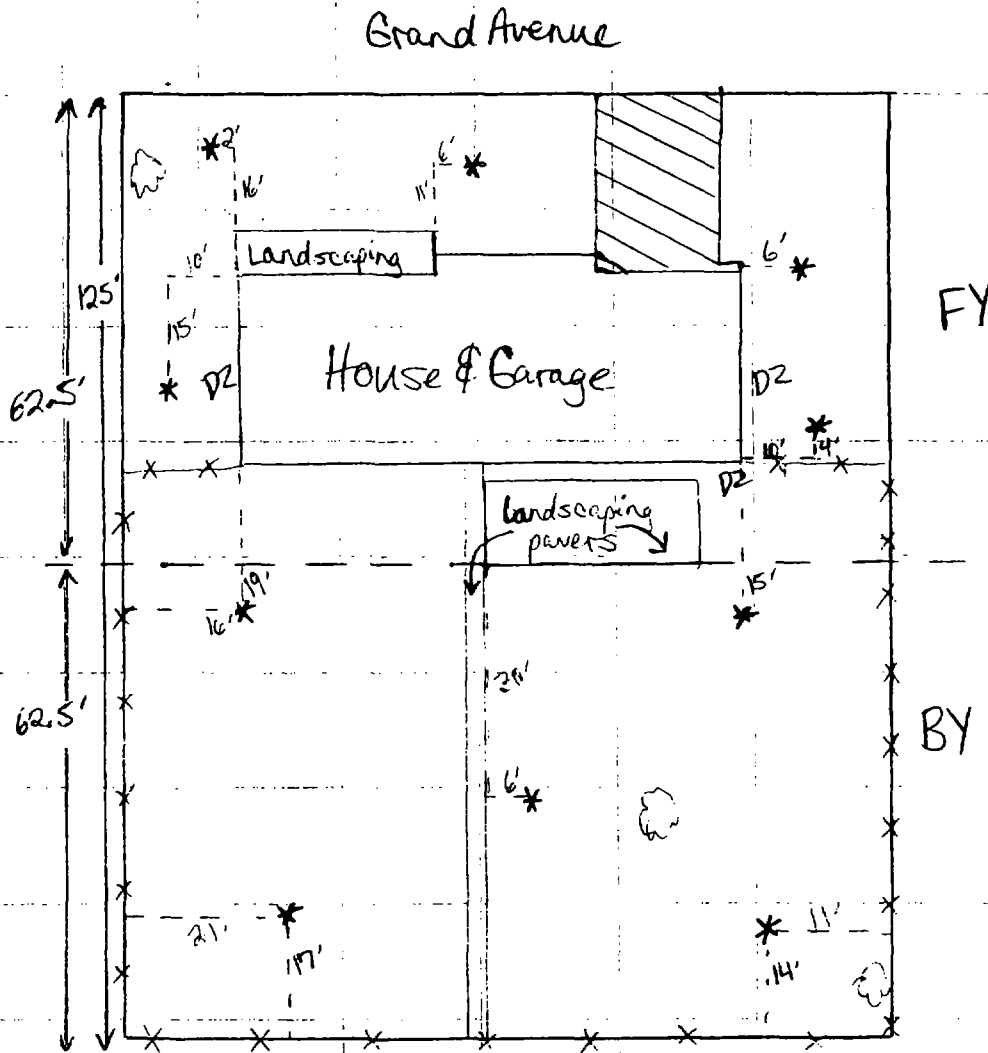 Grand Avenue
2'
6'
16'
11'
Landscaping
10'
6'
125'
FY
15'
House & Garage
D2
D2
62.5'
10'
14'
D2
Landscaping
pavers
19'
15'
16'
62.5'
BY
6'
21'
11'
17'
14'